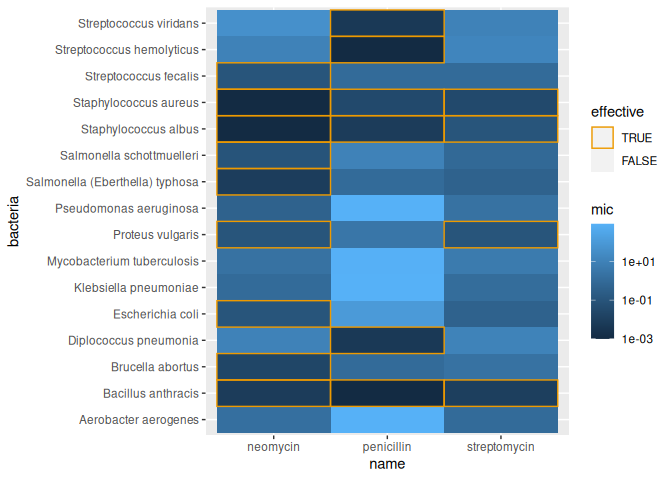 Streptococcus viridans
Streptococcus hemolyticus
Streptococcus fecalis
Staphylococcus aureus
Staphylococcus albus
Salmonella schottmuelleri
Salmonella (Eberthella) typhosa
Pseudomonas aeruginosa
Proteus vulgaris
Mycobacterium tuberculosis
Klebsiella pneumoniae
Escherichia coli
Diplococcus pneumonia
Brucella abortus
Bacillus anthracis
Aerobacter aerogenes
bacteria
neomycin penicillin streptomycin
name
effective
TRUE
FALSE
mic
1e+01
1e-01
1e-03